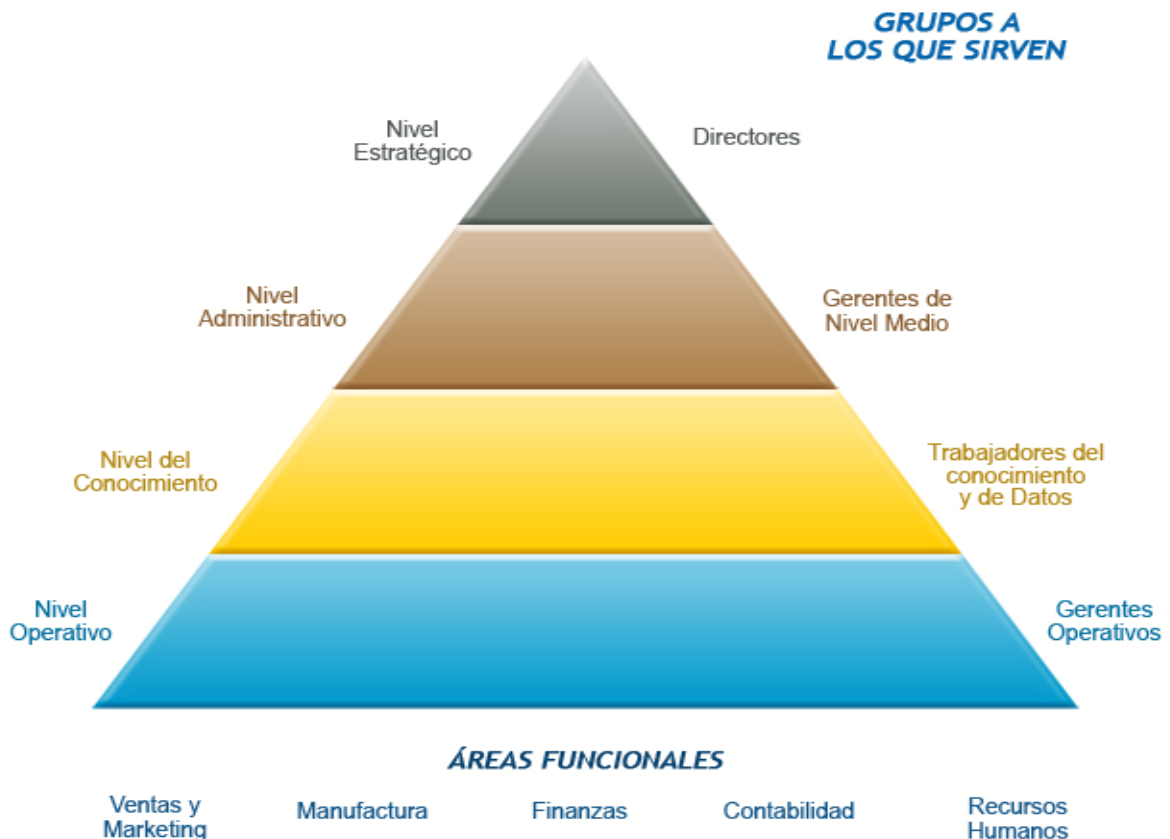 GRUPOS A
LOS QUE SIRVEN
Nivel
Estratégico
Directores
Nivel
Administrativo
Gerentes de
Nivel Medio
Nivel del
Conocimiento
Trabajadores del
conocimiento
y de Datos
Nivel
Operativo
Gerentes
Operativos
ÁREAS FUNCIONALES
Ventas y
Marketing
Manufactura
Finanzas
Contabilidad
Recursos
Humanos